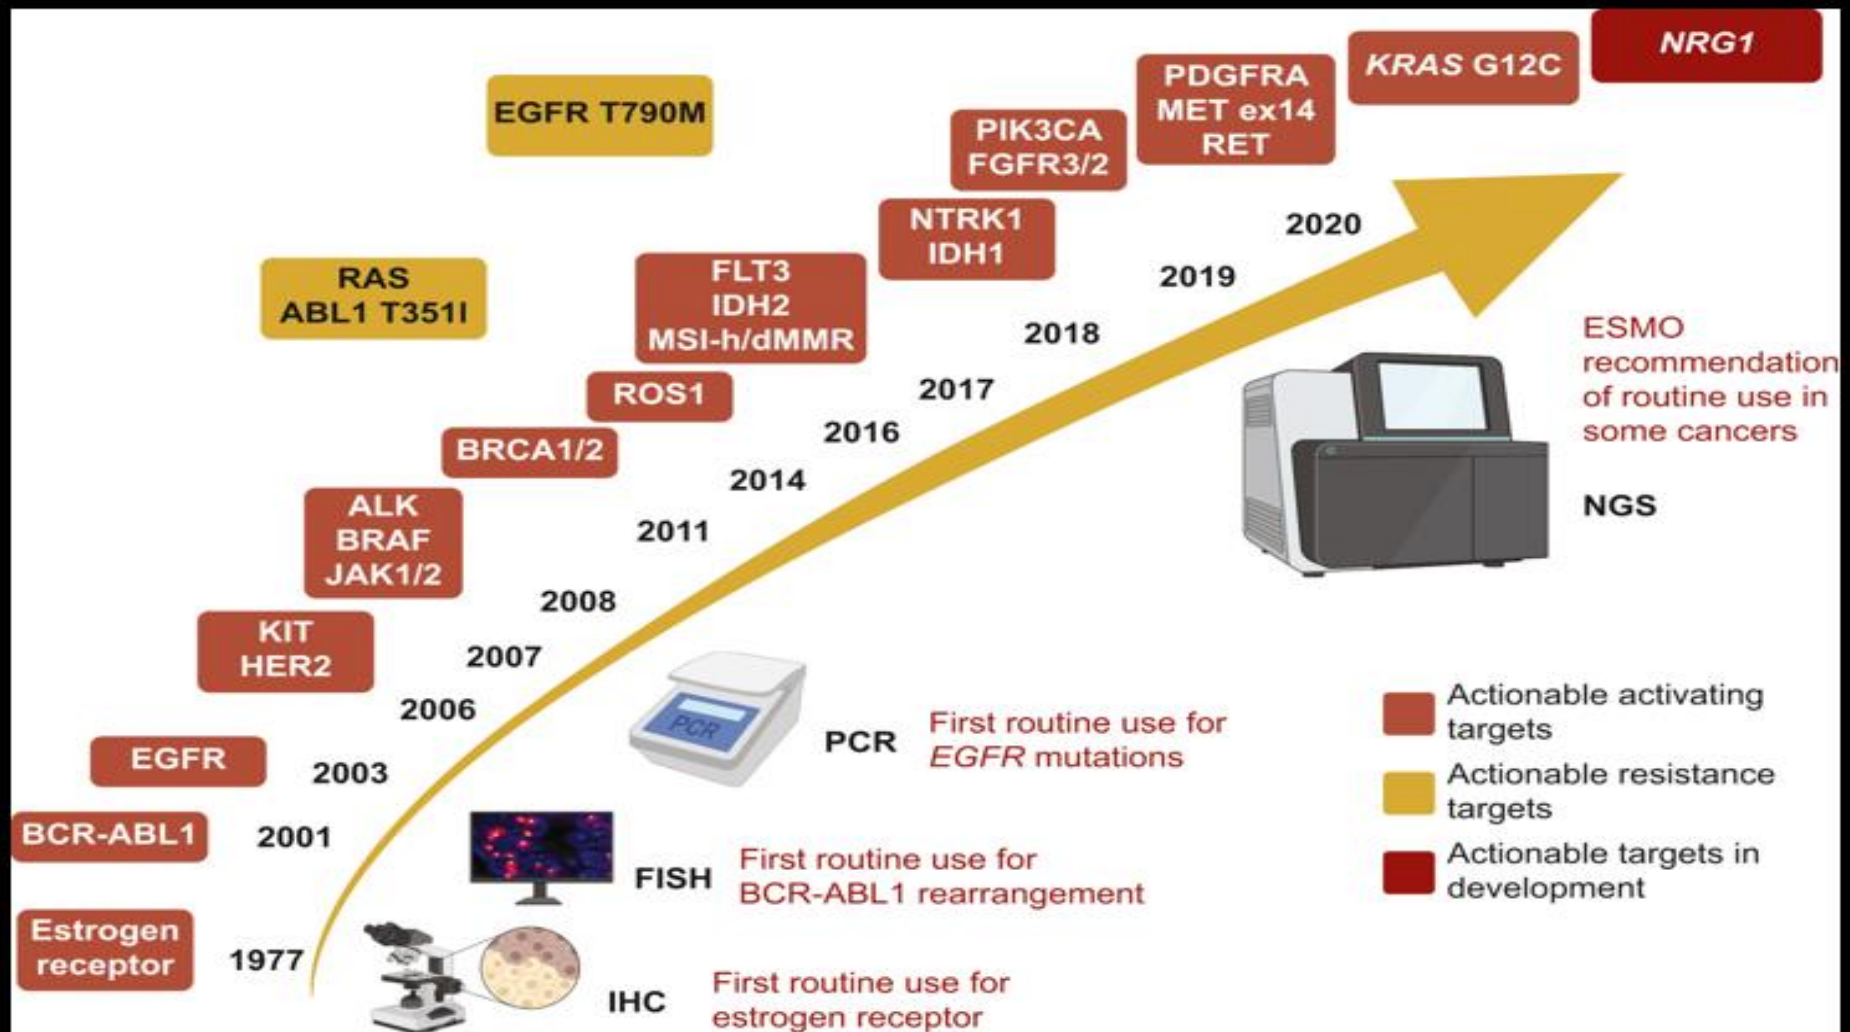 NRG1
KRAS G12C
PDGFRA
MET ex14
RET
EGFR T790M
PIK3CA
FGFR3/2
NTRK1
IDH1
2020
RAS
ABL1 T351I
FLT3
IDH2
MSI-h/dMMR
2019
2018
ESMO
recommendation
of routine use in
some cancers
ROS1
2017
BRCA1/2
2016
2014
NGS
ALK
BRAF
JAK1/2
2011
2008
KIT
HER2
2007
2006
PCR
PCR
First routine use for
EGFR mutations
Actionable activating
targets
Actionable resistance
targets
Actionable targets in
development
EGFR
2003
BCR-ABL1
2001
FISH
First routine use for
BCR-ABL1 rearrangement
Estrogen
receptor
1977
IHC
First routine use for
estrogen receptor